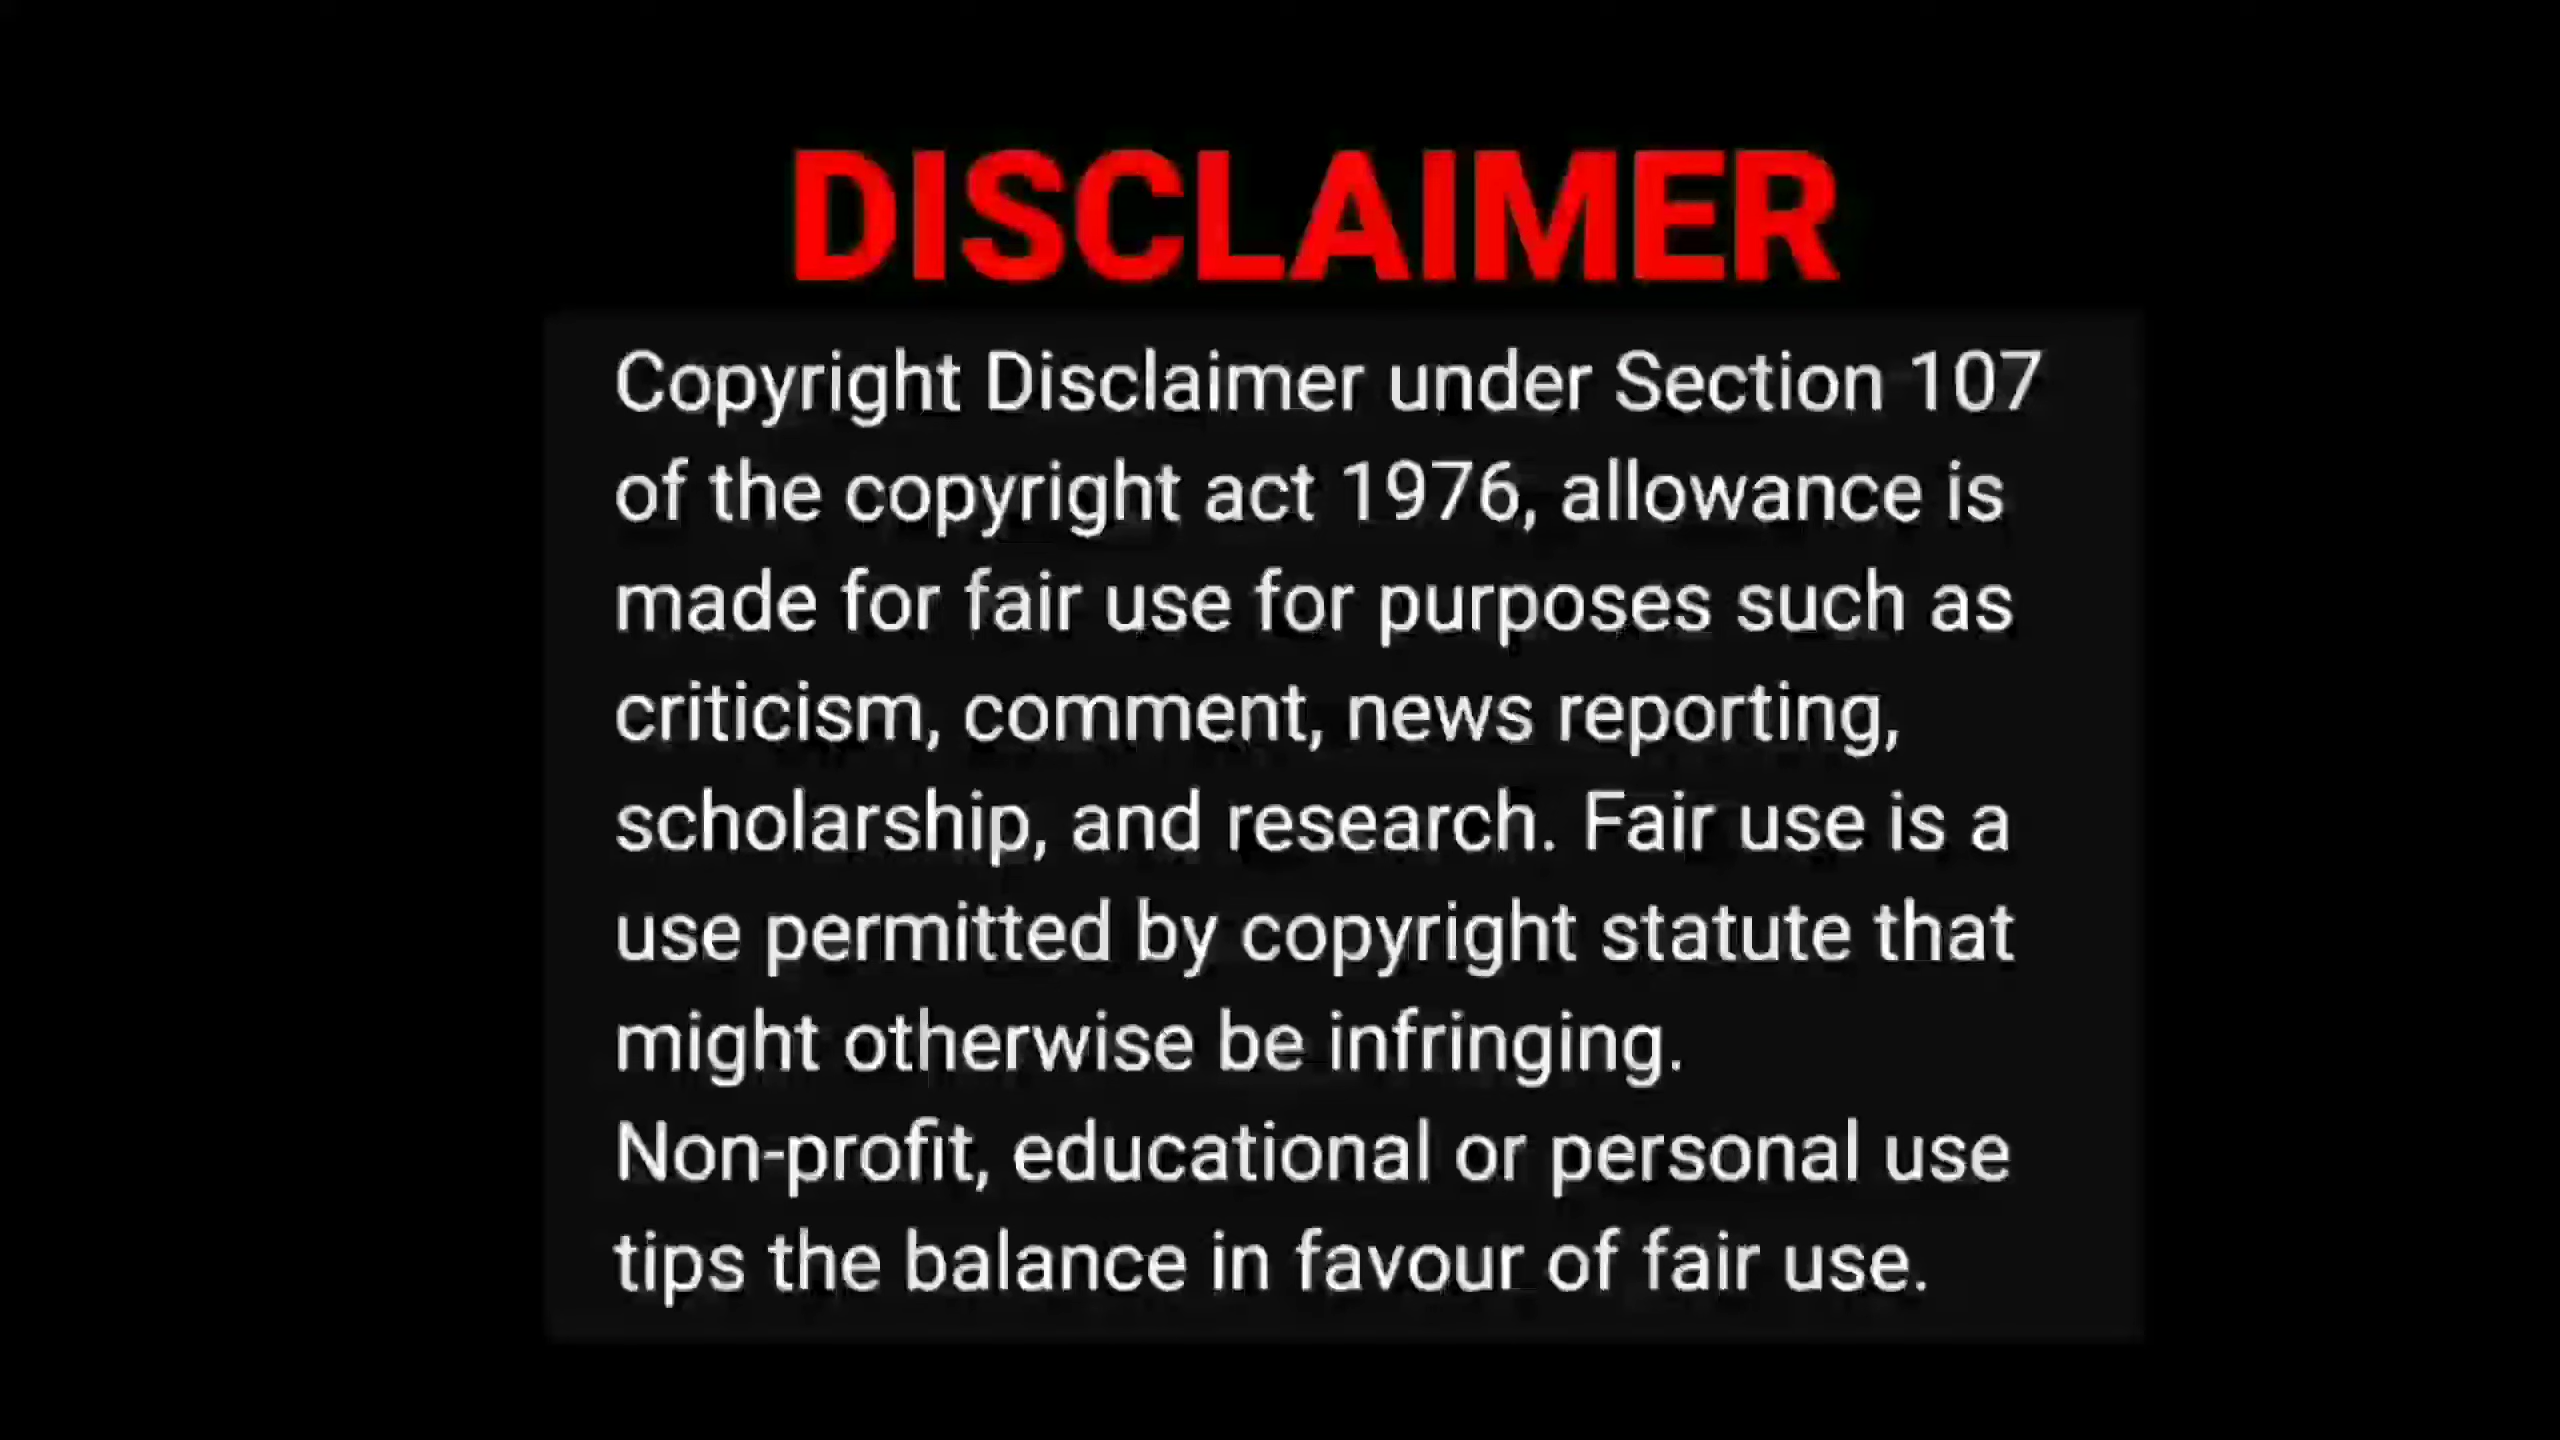 DISCLAIMER
Copyright Disclaimer under Section 107
of the copyright act 1976, allowance is
made for fair use for purposes such as
criticism, comment, news reporting,
scholarship, and research. Fair use is a
use permitted by copyright statute that
might otherwise be infringing.
Non-profit, educational or personal use
tips the balance in favour of fair use.